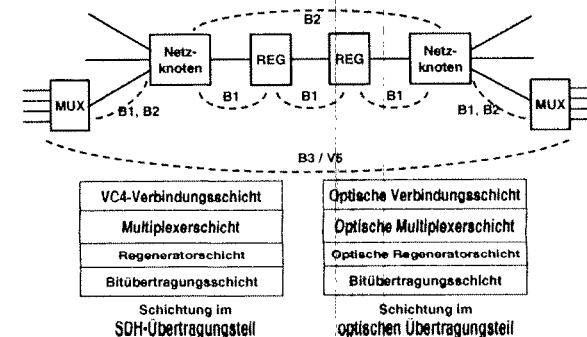 B2
Netz-
knoten
REG
REG
Netz-
knoten
MUX
B1, B2
B1
B1
B1
B1, B2
MUX
B3 / V5
VC4-Verbindungsschicht
Multiplexerschicht
Regeneratorschicht
Bitübertragungsschicht
Schichtung im
SDH-Übertragungsteil
Optische Verbindungsschicht
Optische Multiplexerschicht
Optische Regeneratorschicht
Bitübertragungsschicht
Schichtung im
optischen Übertragungsteil